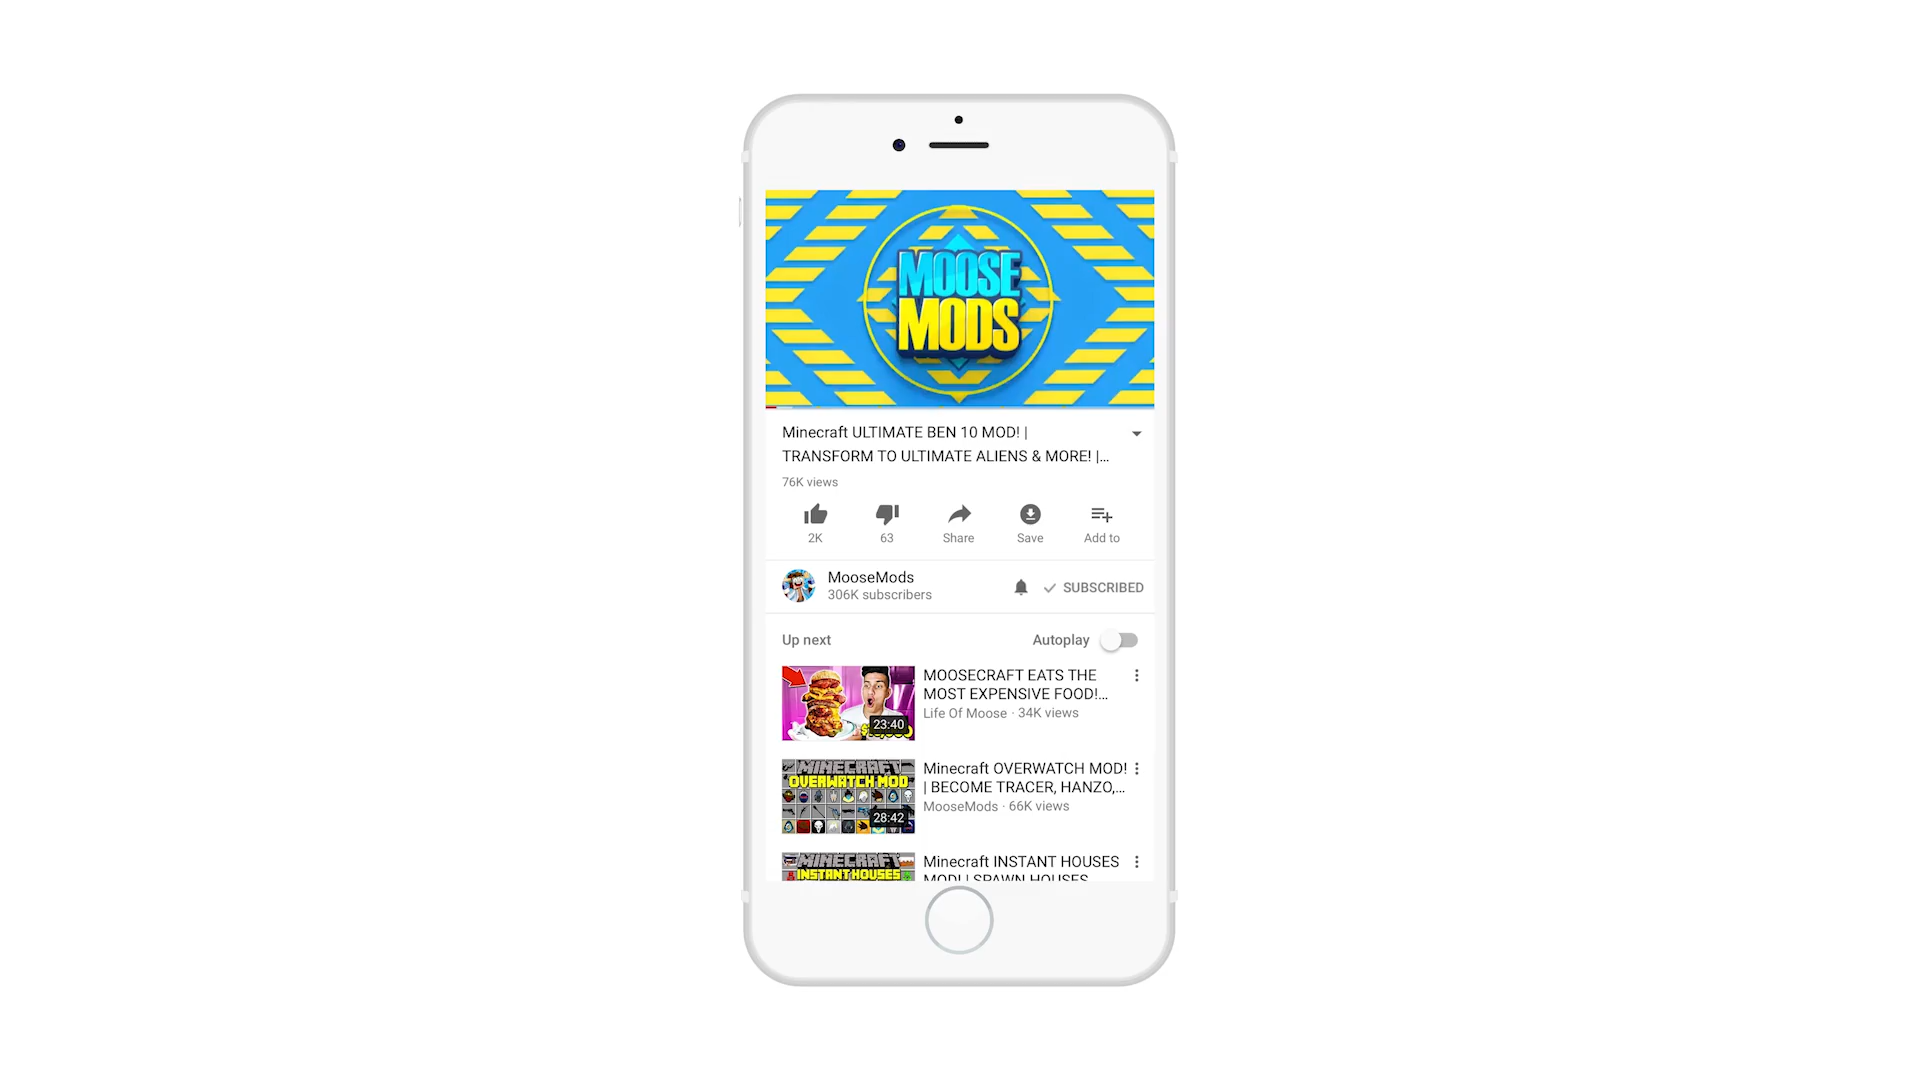 MOOSE
MODS
Minecraft ULTIMATE BEN 10 MOD! |
TRANSFORM TO ULTIMATE ALIENS & MORE! |...
76K views
2K
63
Share
Save
Add to
MooseMods
306K subscribers
SUBSCRIBED
Up next
Autoplay
23:40
MOOSECRAFT EATS THE
MOST EXPENSIVE FOOD!...
Life Of Moose · 34K views
MINECRAFT
OVERWATCH MOD
28:42
Minecraft OVERWATCH MOD!
| BECOME TRACER, HANZO,...
MooseMods · 66K views
MINECRAFT
INSTANT HOUSES
Minecraft INSTANT HOUSES
MOD! | SPAWN HOUSES